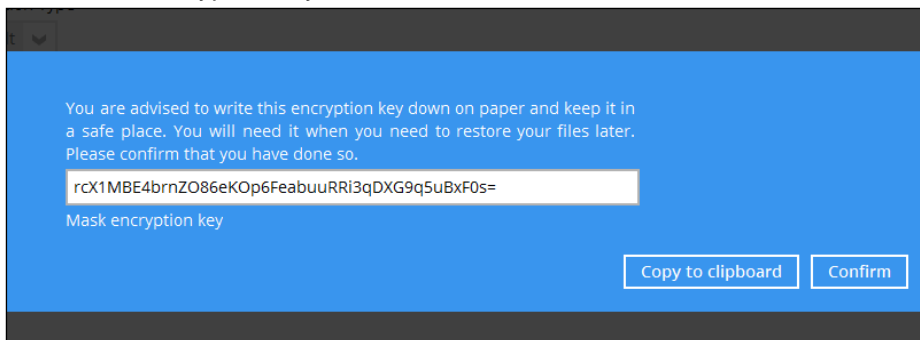 You are advised to write this encryption key down on paper and keep it in
a safe place. You will need it when you need to restore your files later.
Please confirm that you have done so.
rcX1MBE4brnZO86eKOp6FeabuuRRi3qDXG9q5uBxF0s=
Mask encryption key
Copy to clipboard Confirm